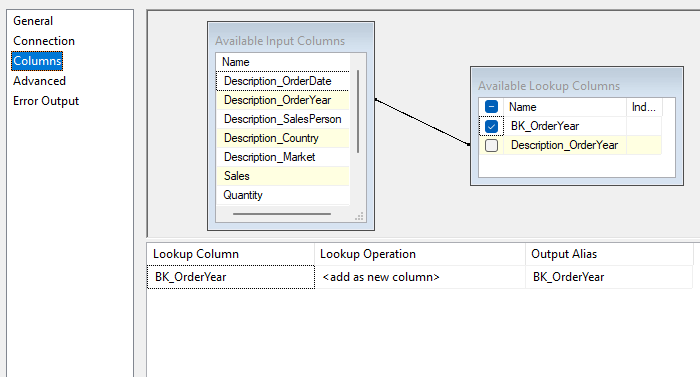 General
Connection
Columns
Advanced
Error Output
Available Input Columns
Name
Description_OrderDate
Description_OrderYear
Description_SalesPerson
Description_Country
Description_Market
Sales
Quantity
Available Lookup Columns
Name Ind...
BK_OrderYear
Description_OrderYear
Lookup Column Lookup Operation Output Alias
BK_OrderYear <add as new column> BK_OrderYear